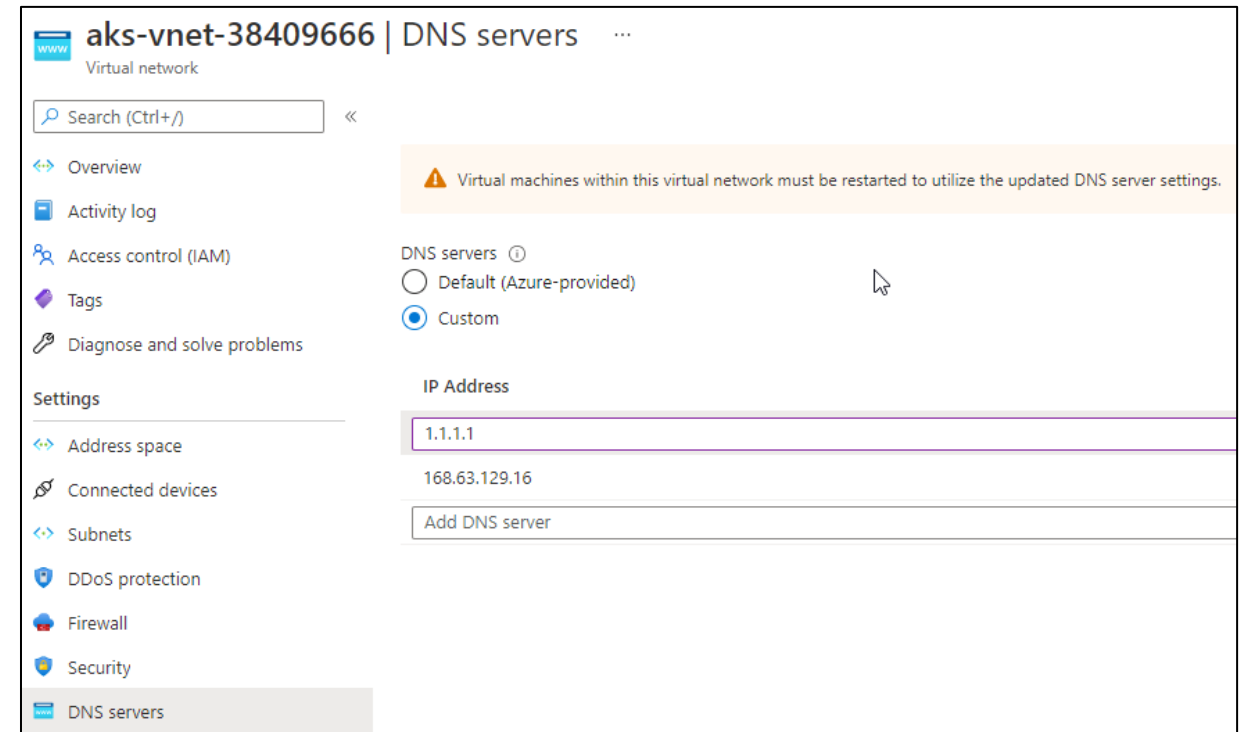 aks-vnet-38409666 | DNS servers ...
Virtual network
Search (Ctrl+/)
«
Overview
Activity log
Access control (IAM)
Tags
Diagnose and solve problems
Settings
Address space
Connected devices
Subnets
DDoS protection
Firewall
Security
DNS servers
Virtual machines within this virtual network must be restarted to utilize the updated DNS server settings.
DNS servers
Default (Azure-provided)
Custom
IP Address
1.1.1.1
168.63.129.16
Add DNS server